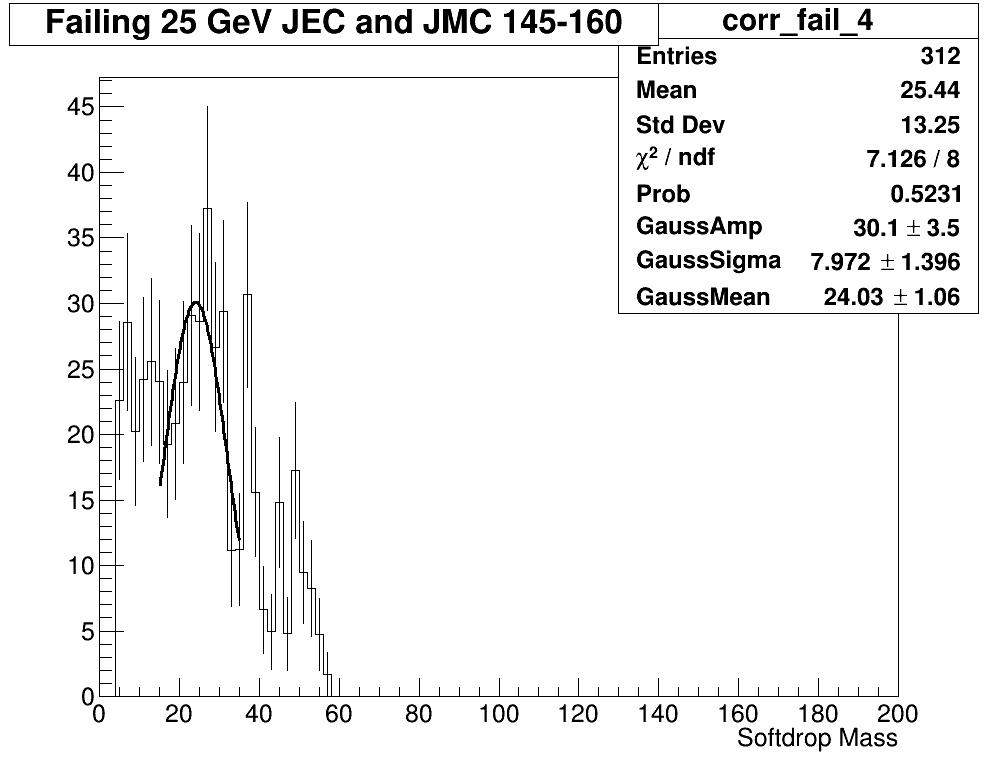 Failing 25 GeV JEC and JMC 145-160
corr_fail_4
Entries 312
Mean 25.44
Std Dev 13.25
χ² / ndf 7.126 / 8
Prob 0.5231
GaussAmp 30.1 ± 3.5
GaussSigma 7.972 ± 1.396
GaussMean 24.03 ± 1.06
45
40
35
30
25
20
15
10
5
0
0 20 40 60 80 100 120 140 160 180 200
Softdrop Mass